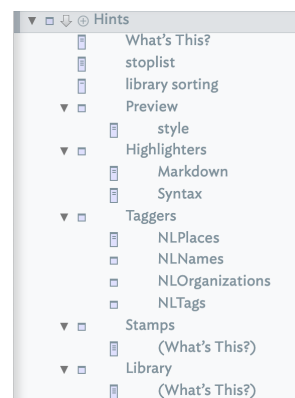 Hints
What's This?
stoplist
library sorting
Preview
style
Highlighters
Markdown
Syntax
Taggers
NLPlaces
NLNames
NLOrganizations
NLTags
Stamps
(What's This?)
Library
(What's This?)